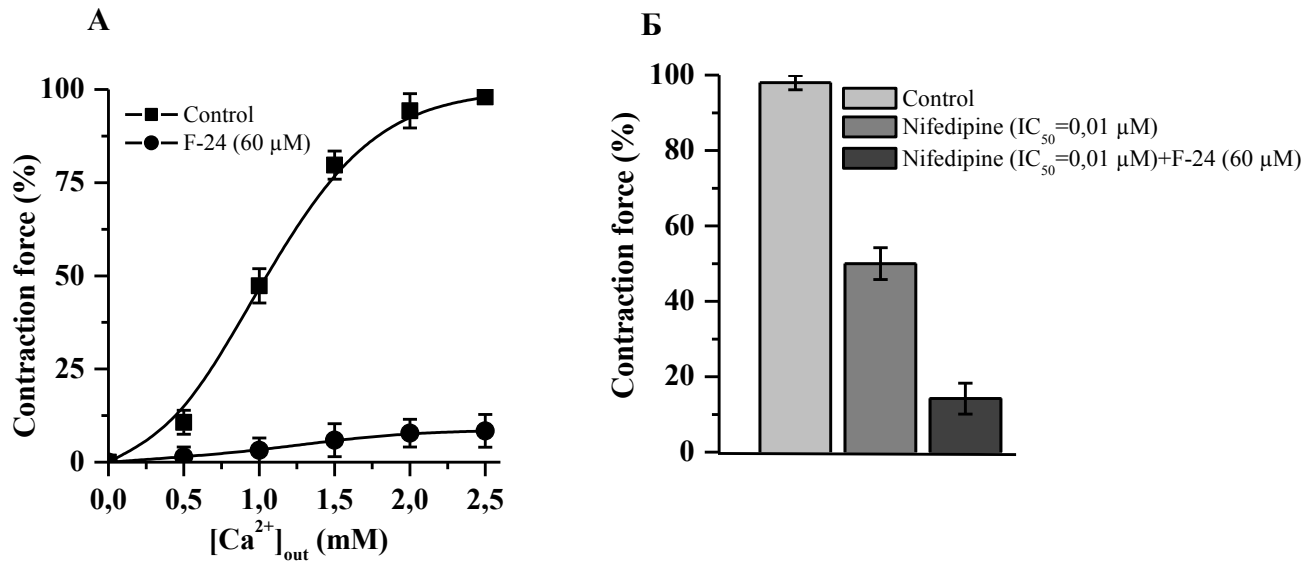 А
Contraction force (%)
100
75
50
25
0
Control
F-24 (60 µM)
0,0 0,5 1,0 1,5 2,0 2,5
[Ca²⁺]ₒᵤₜ (mM)
Б
Contraction force (%)
100
80
60
40
20
0
Control
Nifedipine (IC₅₀=0,01 µM)
Nifedipine (IC₅₀=0,01 µM)+F-24 (60 µM)